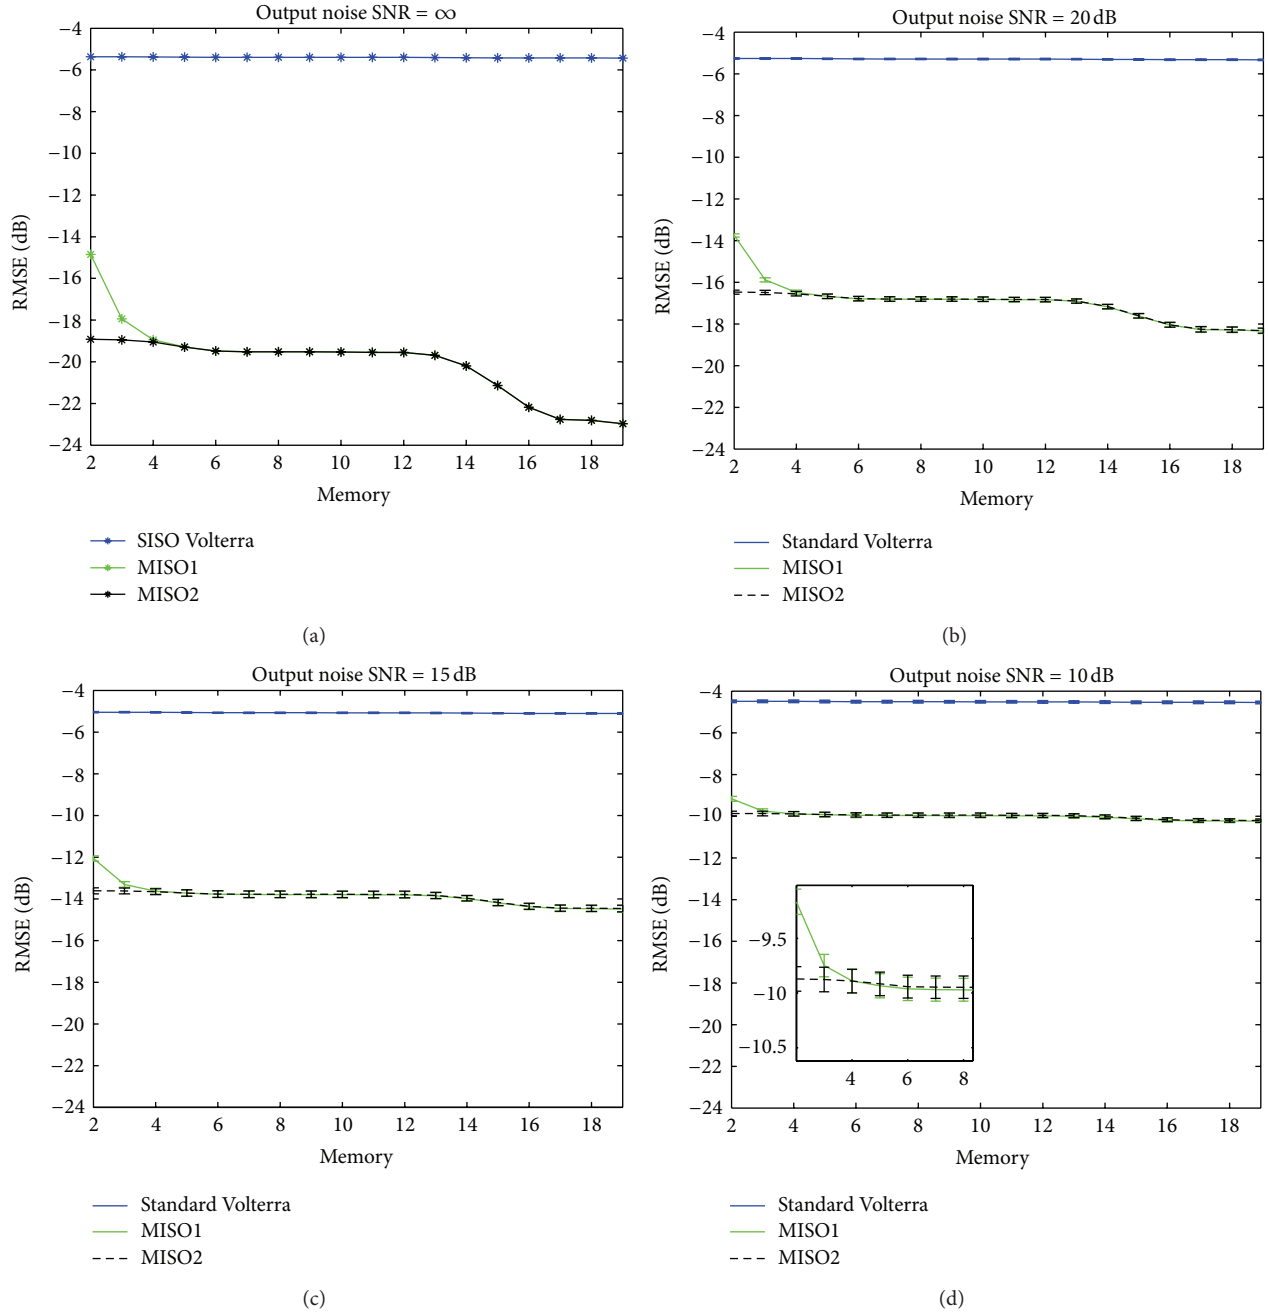 Output noise SNR = ∞
−4
−6
−8
−10
−12
−14
−16
−18
−20
−22
−24
RMSE (dB)
2 4 6 8 10 12 14 16 18
Memory
SISO Volterra
MISO1
MISO2
(a)
Output noise SNR = 20 dB
−4
−6
−8
−10
−12
−14
−16
−18
−20
−22
−24
RMSE (dB)
2 4 6 8 10 12 14 16 18
Memory
Standard Volterra
MISO1
MISO2
(b)
Output noise SNR = 15 dB
−4
−6
−8
−10
−12
−14
−16
−18
−20
−22
−24
RMSE (dB)
2 4 6 8 10 12 14 16 18
Memory
Standard Volterra
MISO1
MISO2
(c)
Output noise SNR = 10 dB
−4
−6
−8
−10
−12
−14
−16
−18
−20
−22
−24
RMSE (dB)
−9.5
−10
−10.5
4 6 8
2 4 6 8 10 12 14 16 18
Memory
Standard Volterra
MISO1
MISO2
(d)